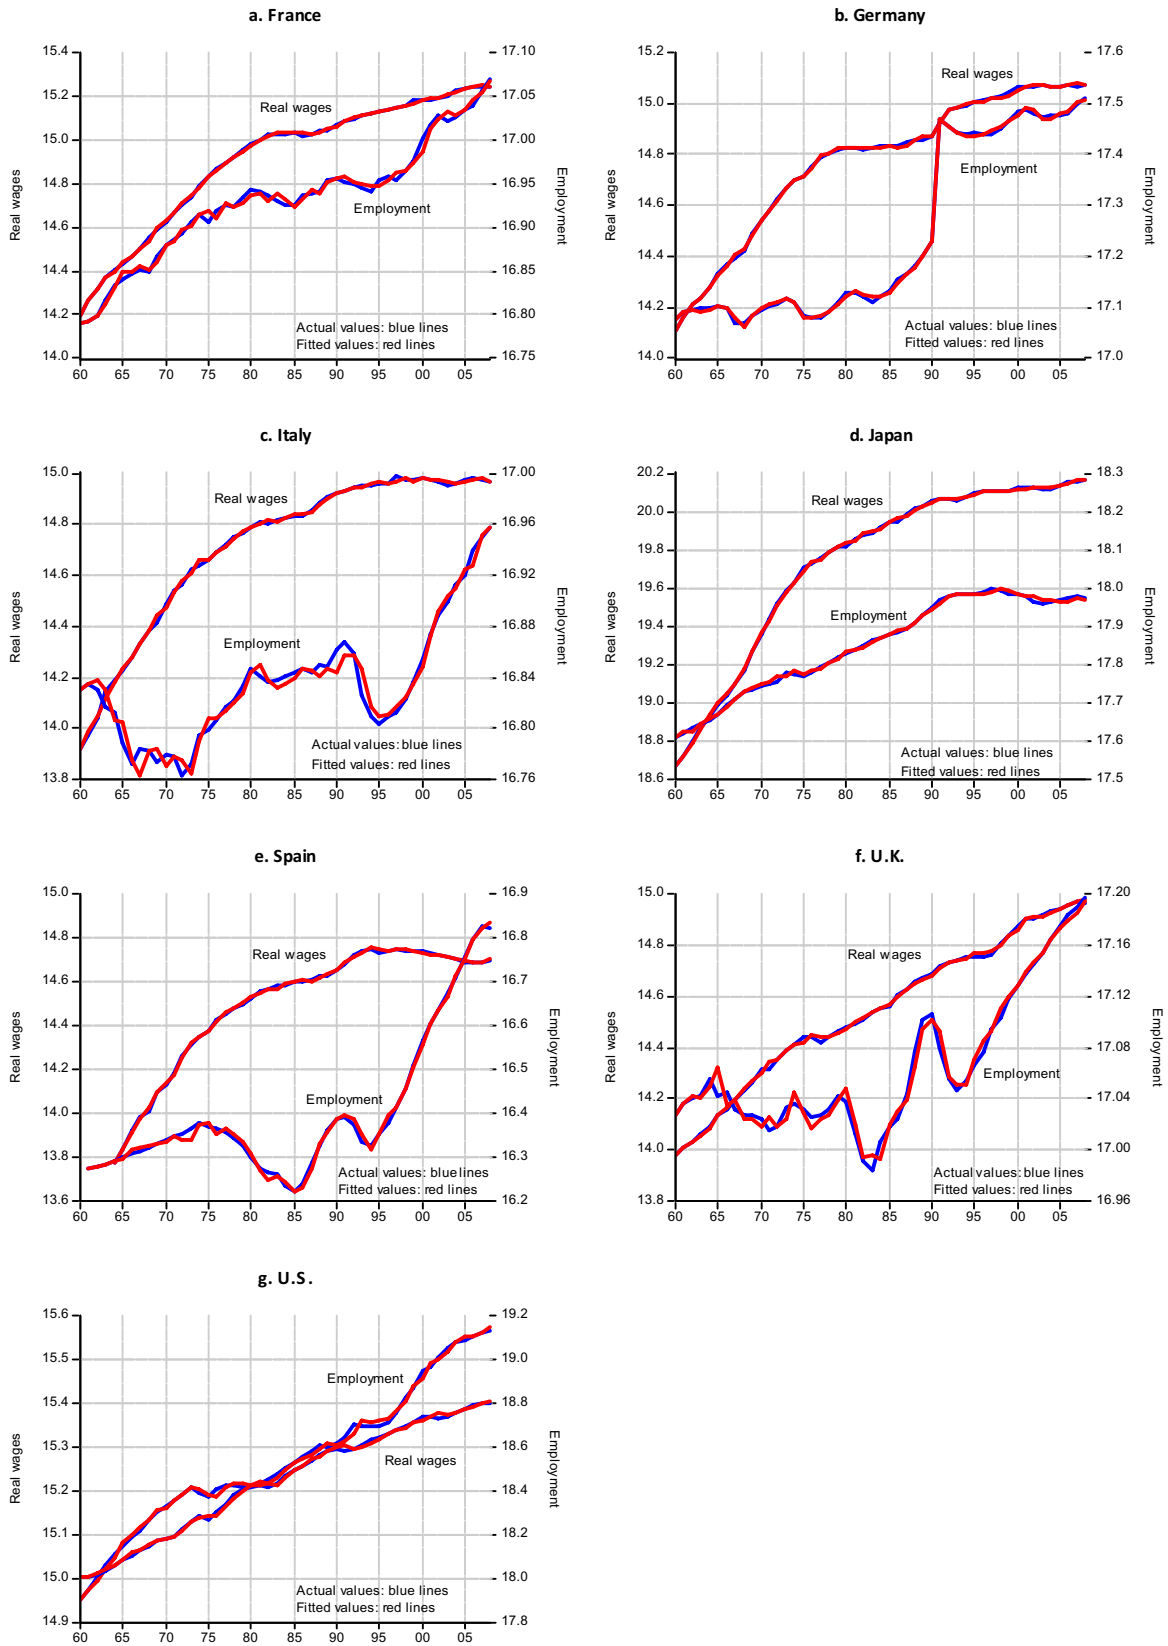 a. France
15.4 17.10
15.2 17.05
Real wages
15.0 17.00
14.8 16.95
Employment
14.6 16.90
14.4 16.85
14.2 16.80
Actual values: blue lines
Fitted values: red lines
14.0 16.75
60 65 70 75 80 85 90 95 00 05
Real wages
Employment
b. Germany
15.2 17.6
Real wages
15.0 17.5
14.8 17.4
Employment
14.6 17.3
14.4 17.2
14.2 17.1
Actual values: blue lines
Fitted values: red lines
14.0 17.0
60 65 70 75 80 85 90 95 00 05
Real wages
Employment
c. Italy
15.0 17.00
Real wages
14.8 16.96
14.6 16.92
14.4 16.88
Employment
14.2 16.84
14.0 16.80
Actual values: blue lines
Fitted values: red lines
13.8 16.76
60 65 70 75 80 85 90 95 00 05
Real wages
Employment
d. Japan
20.2 18.3
Real wages
20.0 18.2
19.8 18.1
19.6 18.0
Employment
19.4 17.9
19.2 17.8
19.0 17.7
18.8 17.6
Actual values: blue lines
Fitted values: red lines
18.6 17.5
60 65 70 75 80 85 90 95 00 05
Real wages
Employment
e. Spain
15.0 16.9
14.8 16.8
Real wages
14.6 16.7
14.4 16.6
14.2 16.5
Employment
14.0 16.4
13.8 16.3
Actual values: blue lines
Fitted values: red lines
13.6 16.2
60 65 70 75 80 85 90 95 00 05
Real wages
Employment
f. U.K.
15.0 17.20
Real wages
14.8 17.16
14.6 17.12
14.4 17.08
Employment
14.2 17.04
14.0 17.00
Actual values: blue lines
Fitted values: red lines
13.8 16.96
60 65 70 75 80 85 90 95 00 05
Real wages
Employment
g. U.S.
15.6 19.2
15.5 19.0
Employment
15.4 18.8
15.3 18.6
Real wages
15.2 18.4
15.1 18.2
15.0 18.0
Actual values: blue lines
Fitted values: red lines
14.9 17.8
60 65 70 75 80 85 90 95 00 05
Real wages
Employment